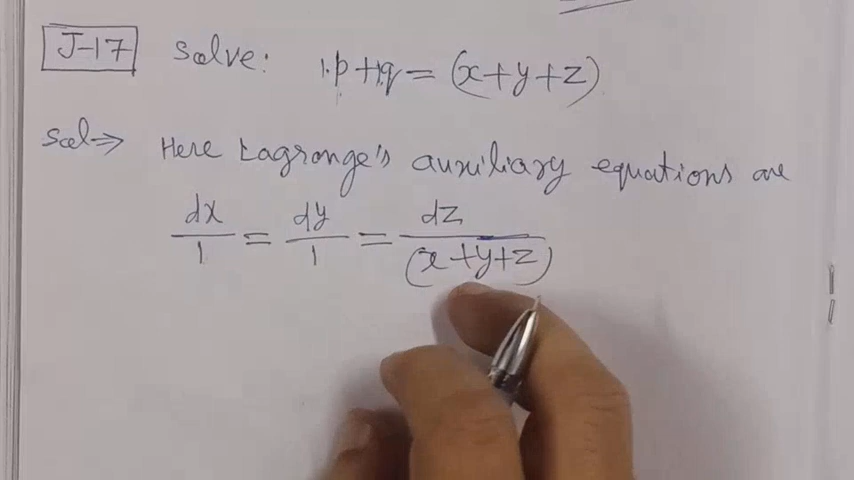 J-17 Solve: 1.p+1.q = (x+y+z)
Sol⇒ Here Lagrange's auxiliary equations are
dx/1 = dy/1 = dz/(x+y+z)